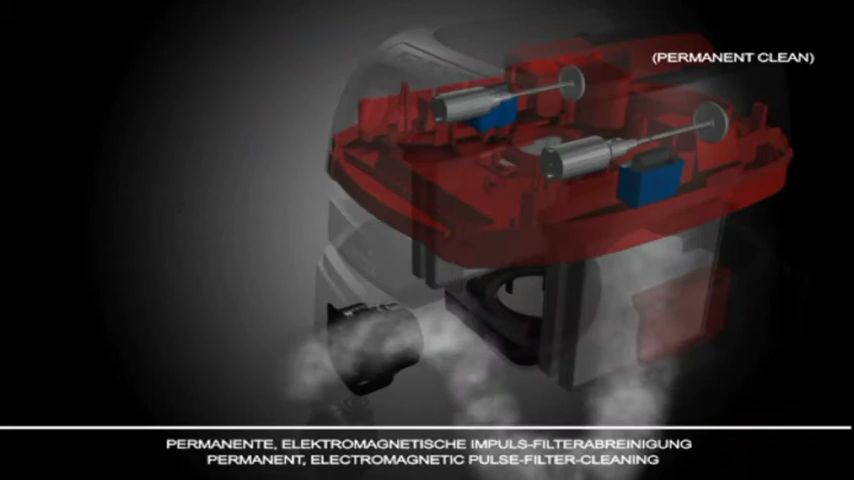 (PERMANENT CLEAN)
PERMANENTE, ELEKTROMAGNETISCHE IMPULS-FILTERABREINIGUNG
PERMANENT, ELECTROMAGNETIC PULSE-FILTER-CLEANING